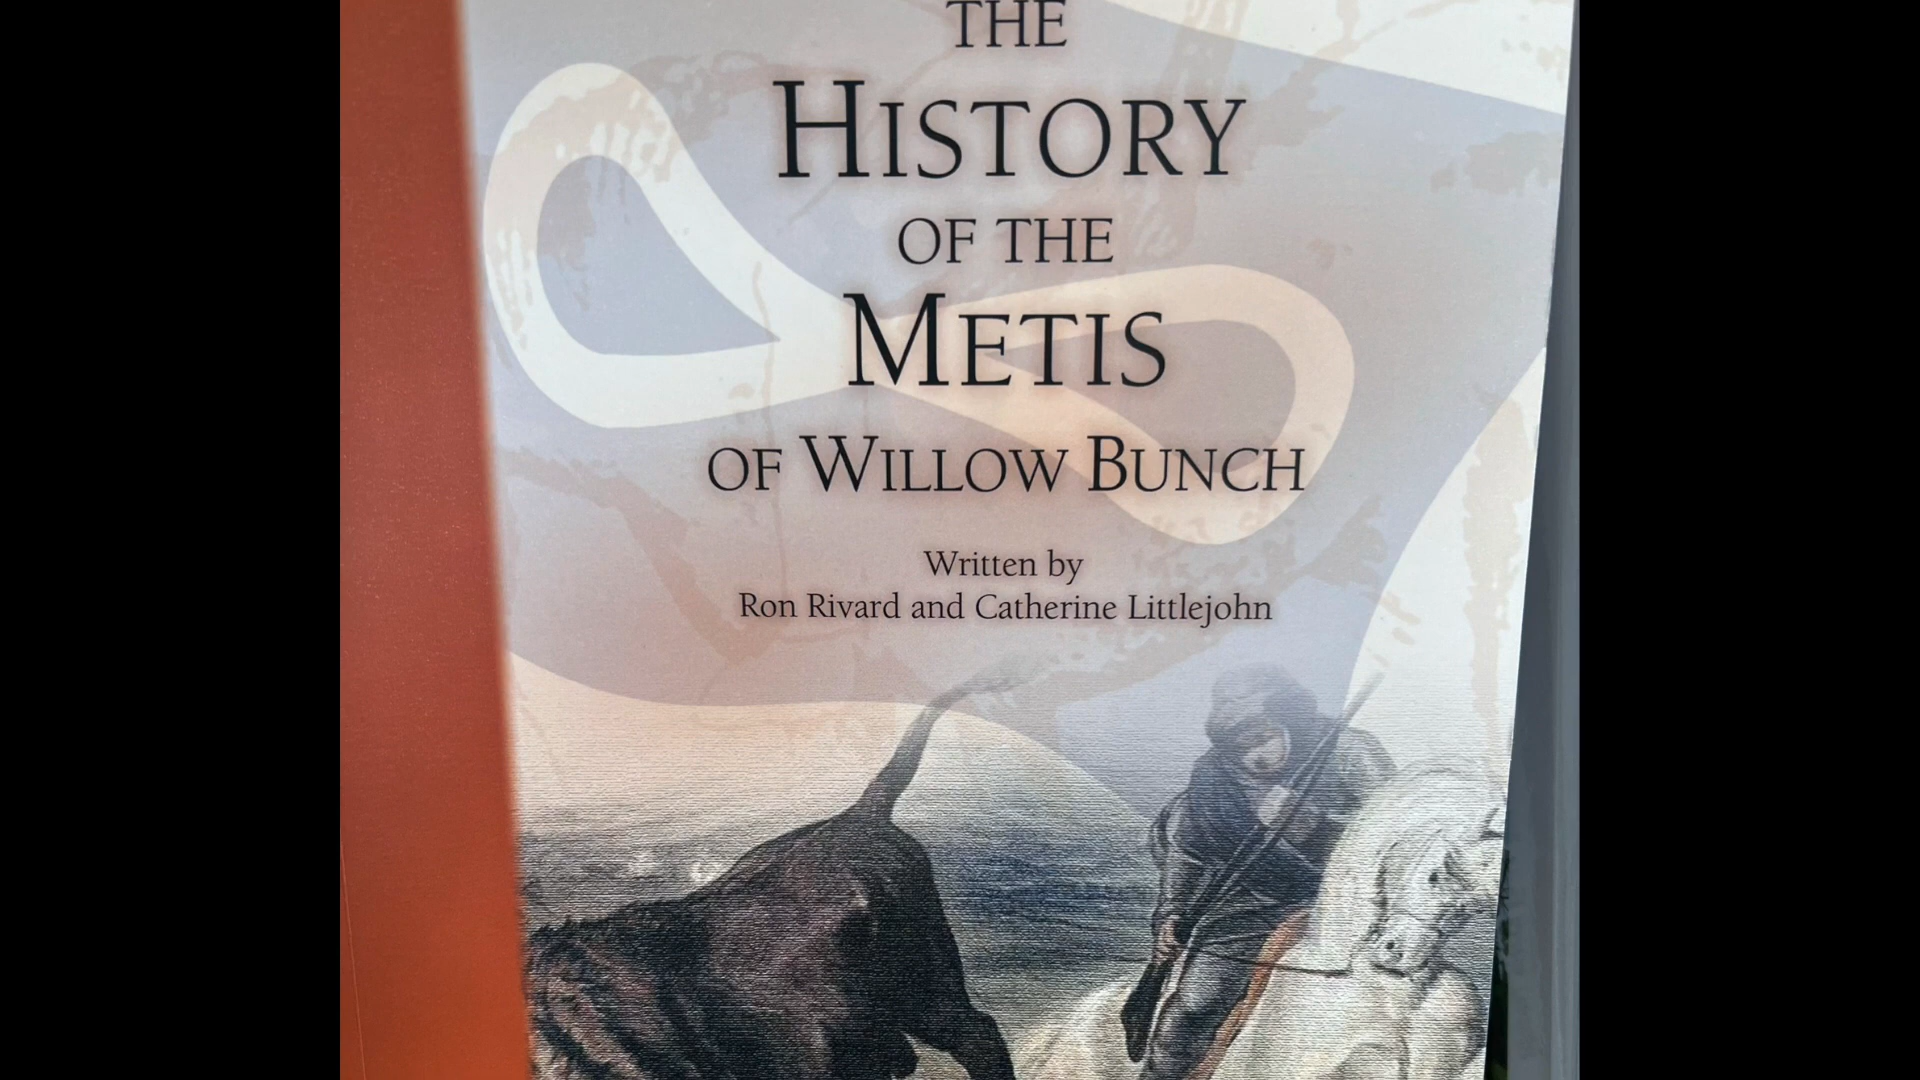 THE
HISTORY
OF THE
METIS
OF WILLOW BUNCH
Written by
Ron Rivard and Catherine Littlejohn